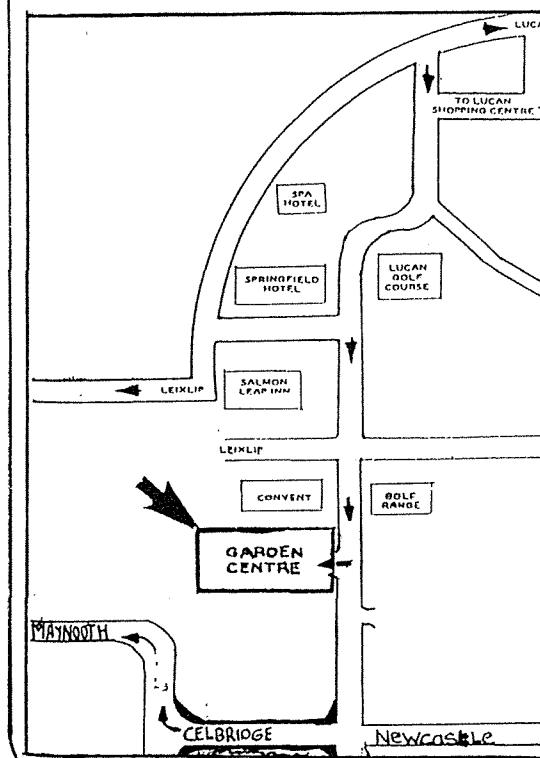 LUCA
TO LUCAN
SHOPPING CENTRE
SPA
HOTEL
SPRINGFIELD
HOTEL
LUCAN
GOLF
COURSE
LEIXLIP
SALMON
LEAP INN
LEIXLIP
CONVENT
GOLF
RANGE
GARDEN
CENTRE
MAYNOOTH
CELBRIDGE
Newcastle